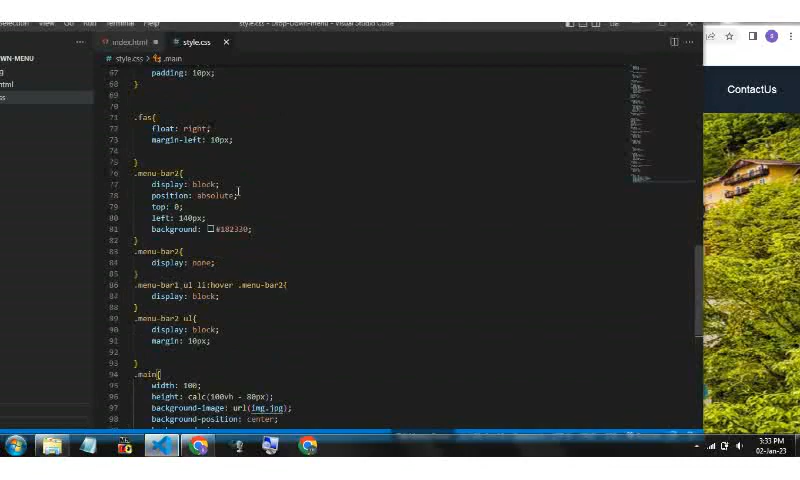 Selection View Go Run Terminal Help
style.css - Drop-Down-menu - Visual Studio Code
index.html
style.css
WN-MENU
# style.css > .main
g
html
ss
67 padding: 10px;
68 }
69
70
71 .fas{
72 float: right;
73 margin-left: 10px;
74
75 }
76 .menu-bar2{
77 display: block;
78 position: absolute;
79 top: 0;
80 left: 140px;
81 background: #182330;
82 }
83 .menu-bar2{
84 display: none;
85 }
86 .menu-bar1 ul li:hover .menu-bar2{
87 display: block;
88 }
89 .menu-bar2 ul{
90 display: block;
91 margin: 10px;
92
93 }
94 .main{
95 width: 100;
96 height: calc(100vh - 80px);
97 background-image: url(img.jpg);
98 background-position: center;
S
ContactUs
3:33 PM
02-Jan-23